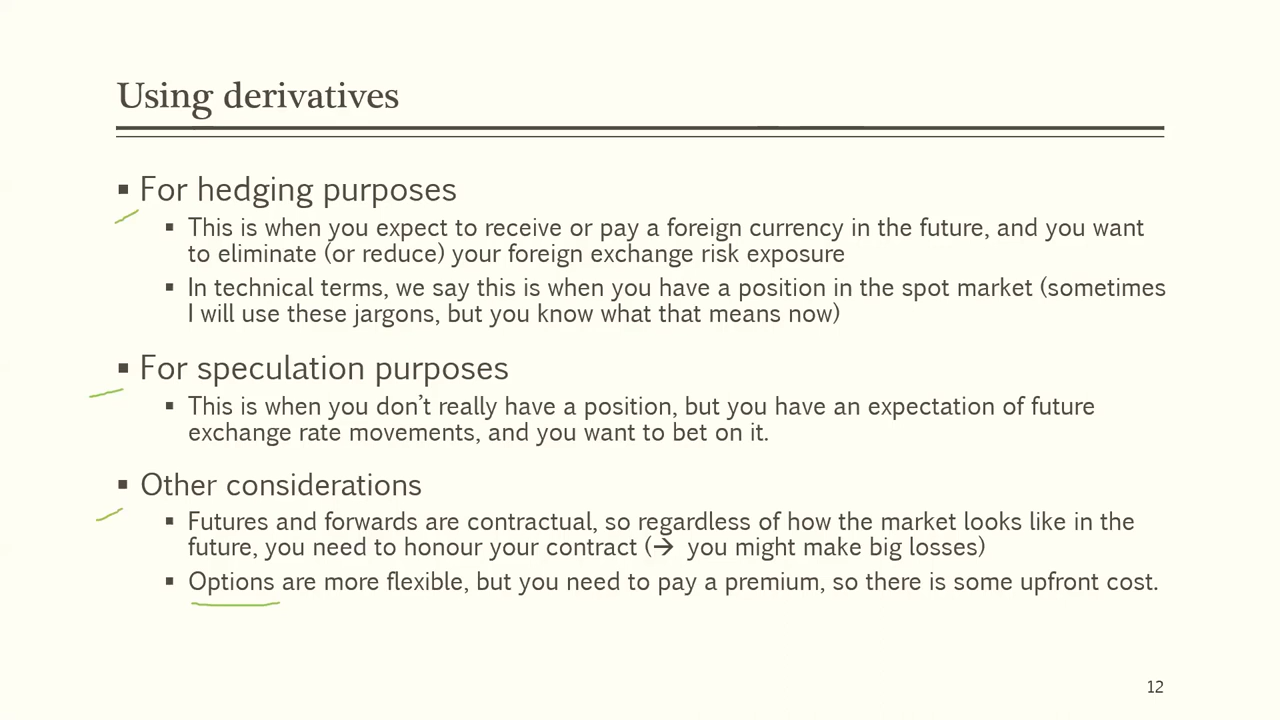 Using derivatives
▪ For hedging purposes
▪ This is when you expect to receive or pay a foreign currency in the future, and you want
to eliminate (or reduce) your foreign exchange risk exposure
▪ In technical terms, we say this is when you have a position in the spot market (sometimes
I will use these jargons, but you know what that means now)
▪ For speculation purposes
▪ This is when you don’t really have a position, but you have an expectation of future
exchange rate movements, and you want to bet on it.
▪ Other considerations
▪ Futures and forwards are contractual, so regardless of how the market looks like in the
future, you need to honour your contract (→ you might make big losses)
▪ Options are more flexible, but you need to pay a premium, so there is some upfront cost.
12